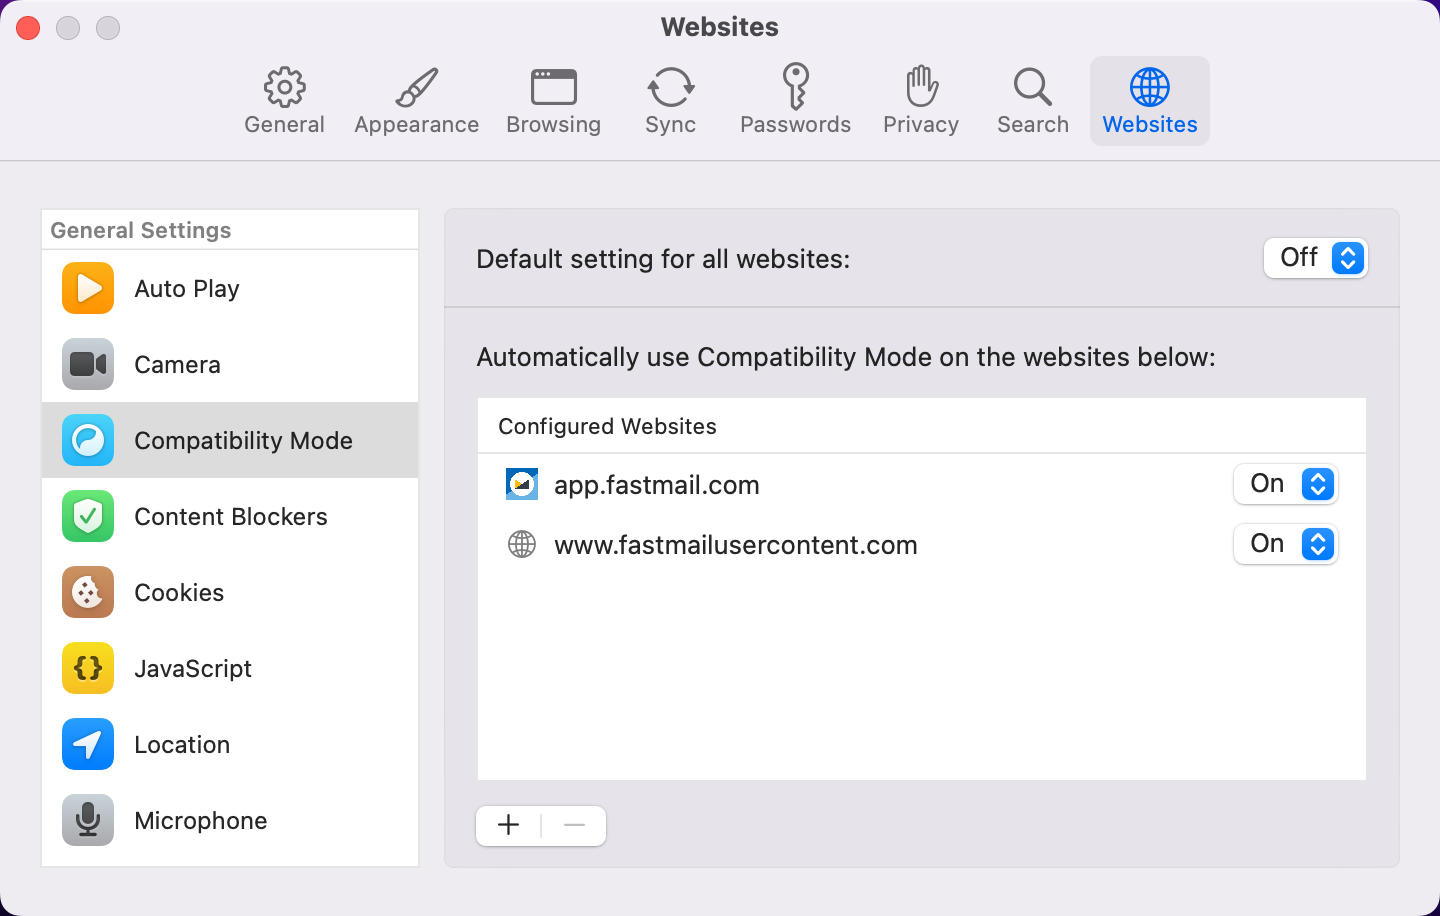 Websites
General
Appearance
Browsing
Sync
Passwords
Privacy
Search
Websites
General Settings
Auto Play
Camera
Compatibility Mode
Content Blockers
Cookies
JavaScript
Location
Microphone
Default setting for all websites:
Off
Automatically use Compatibility Mode on the websites below:
Configured Websites
app.fastmail.com
On
www.fastmailusercontent.com
On